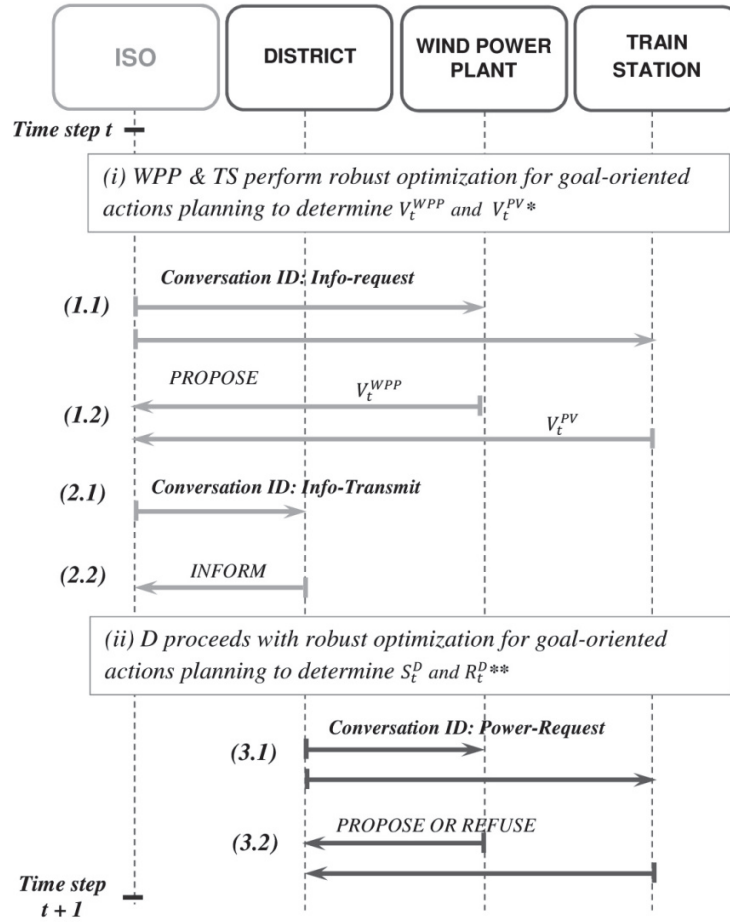 ISO
DISTRICT
WIND POWER
PLANT
TRAIN
STATION
Time step t
(i) WPP & TS perform robust optimization for goal-oriented
actions planning to determine V_t^{WPP} and V_t^{PV}*
Conversation ID: Info-request
(1.1)
PROPOSE
V_t^{WPP}
(1.2)
V_t^{PV}
(2.1)
Conversation ID: Info-Transmit
(2.2)
INFORM
(ii) D proceeds with robust optimization for goal-oriented
actions planning to determine S_t^D and R_t^D**
Conversation ID: Power-Request
(3.1)
PROPOSE OR REFUSE
(3.2)
Time step
t + 1